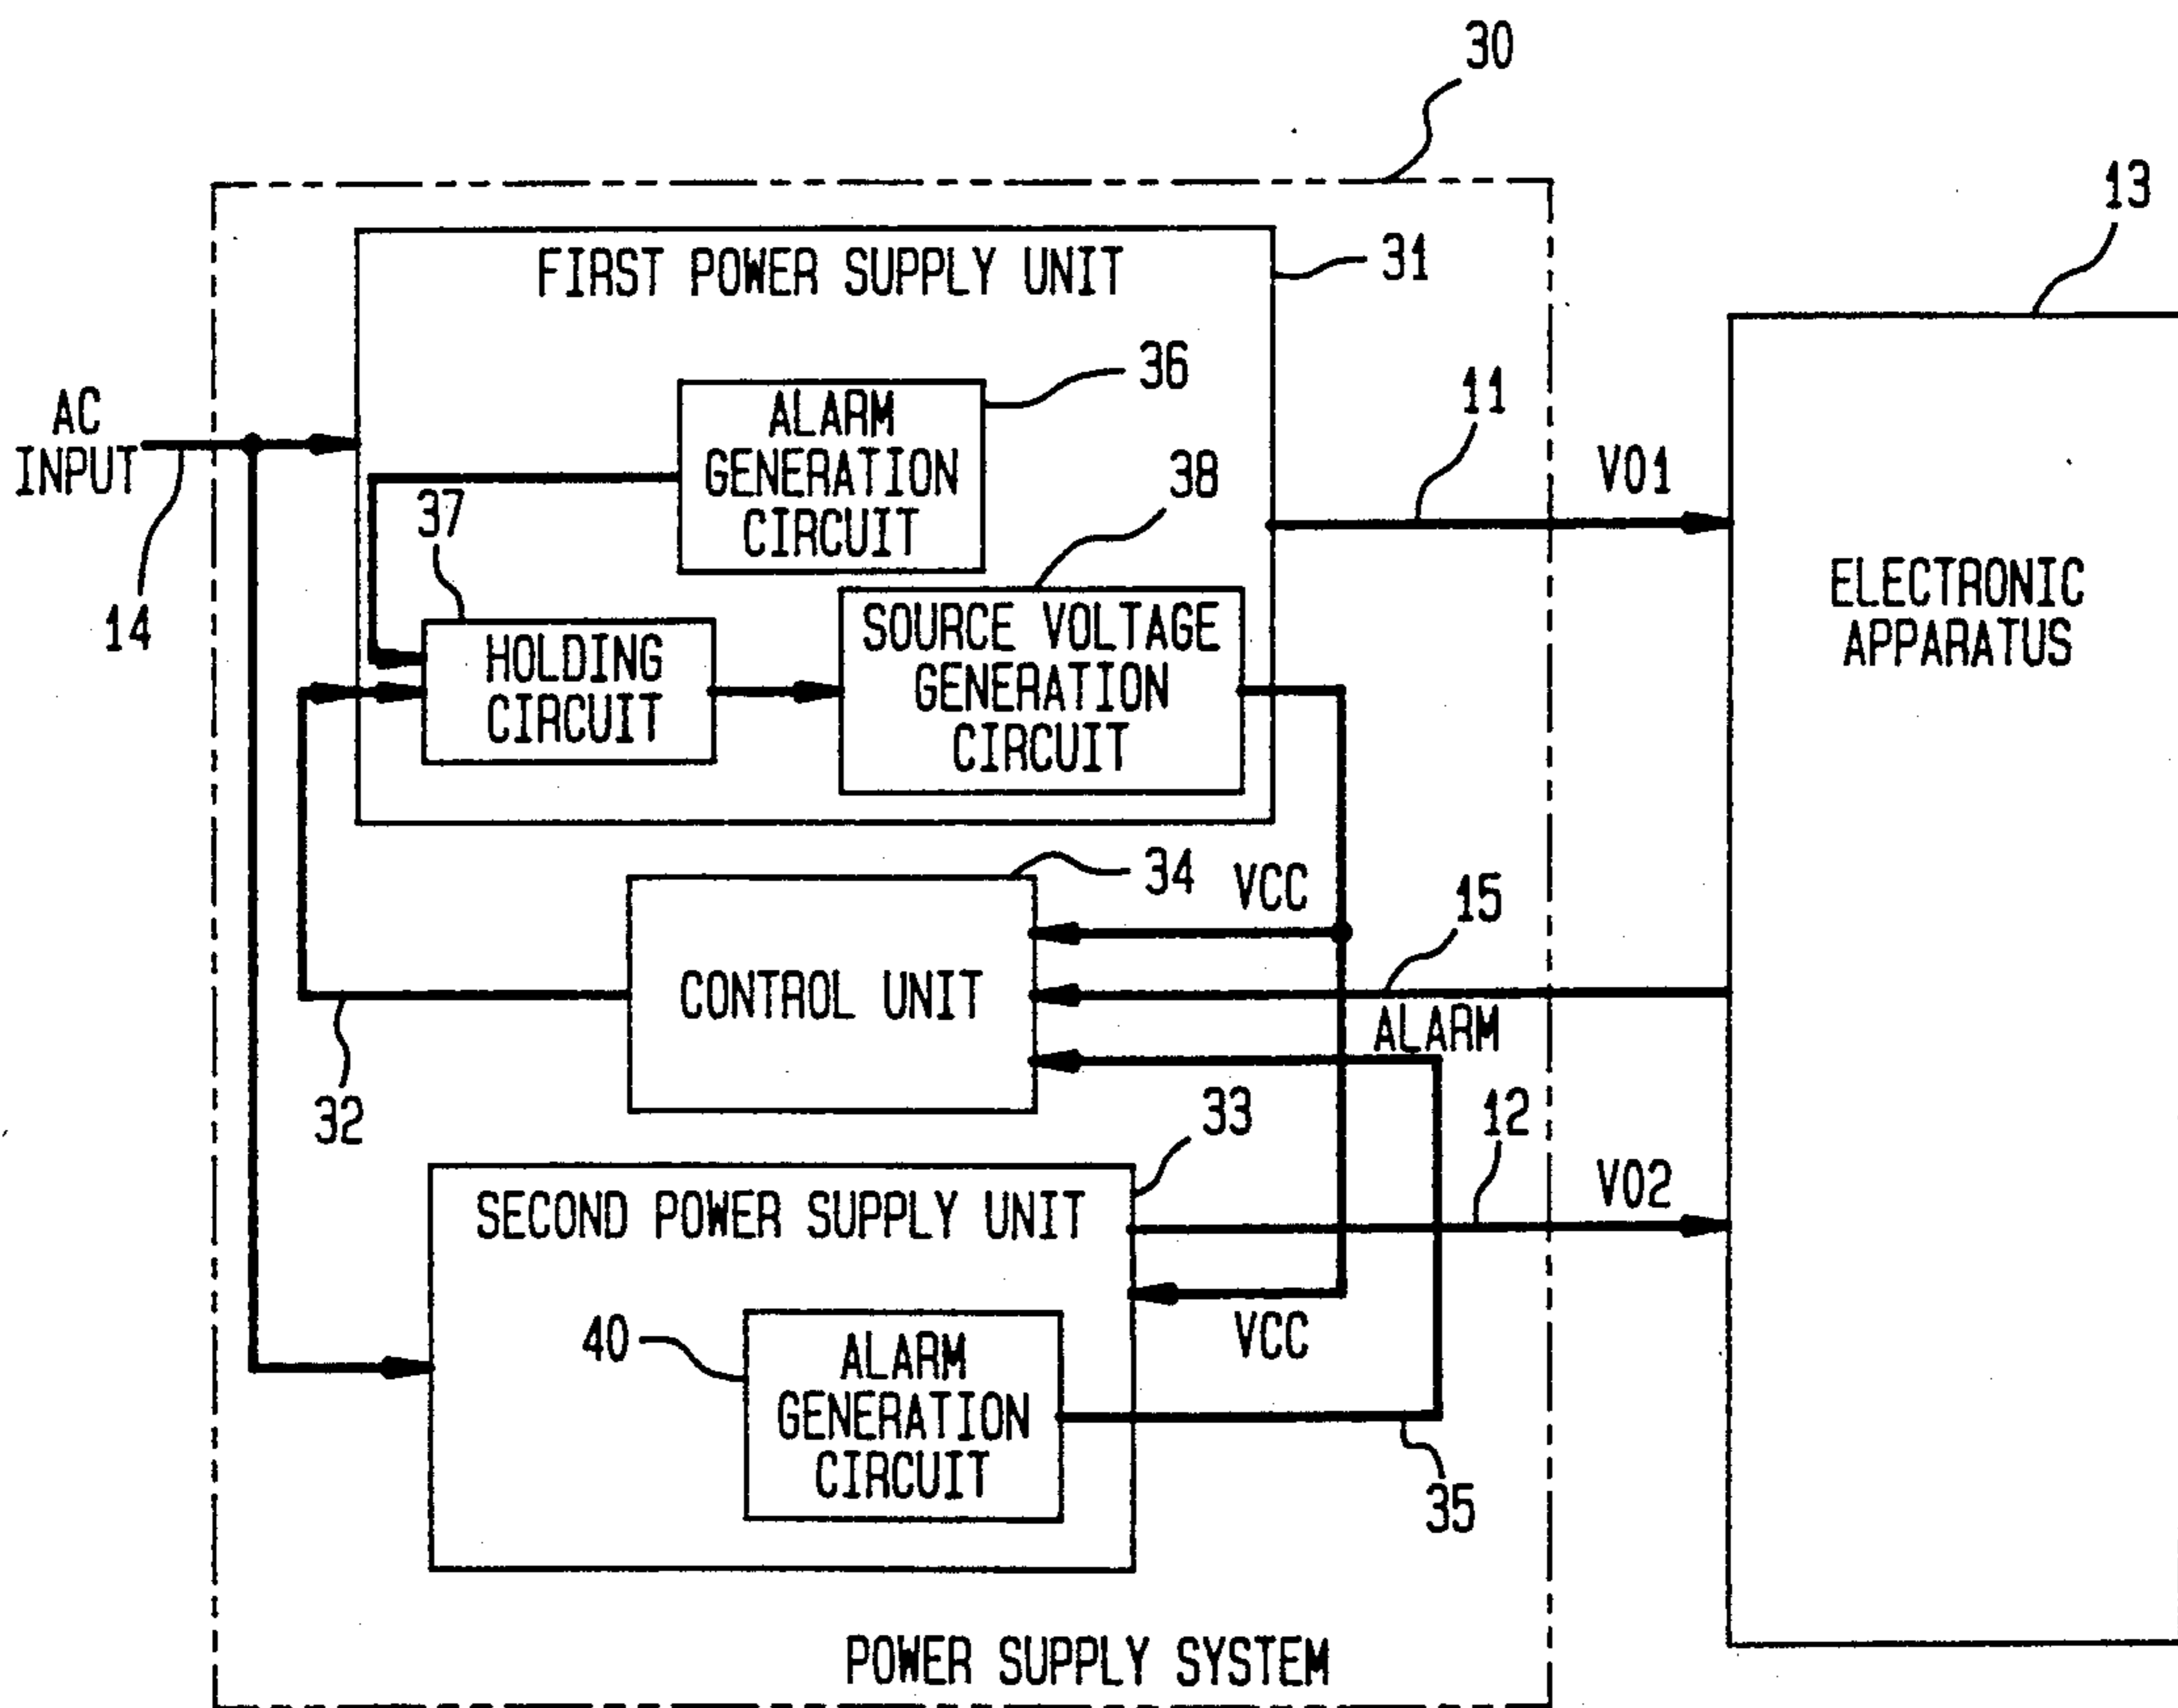 30
13
FIRST POWER SUPPLY UNIT
31
36
AC
INPUT
ALARM
GENERATION
CIRCUIT
11
38
VO1
37
14
HOLDING
CIRCUIT
SOURCE VOLTAGE
GENERATION
CIRCUIT
ELECTRONIC
APPARATUS
34
VCC
15
CONTROL UNIT
ALARM
32
33
12
SECOND POWER SUPPLY UNIT
VO2
40
VCC
ALARM
GENERATION
CIRCUIT
35
POWER SUPPLY SYSTEM